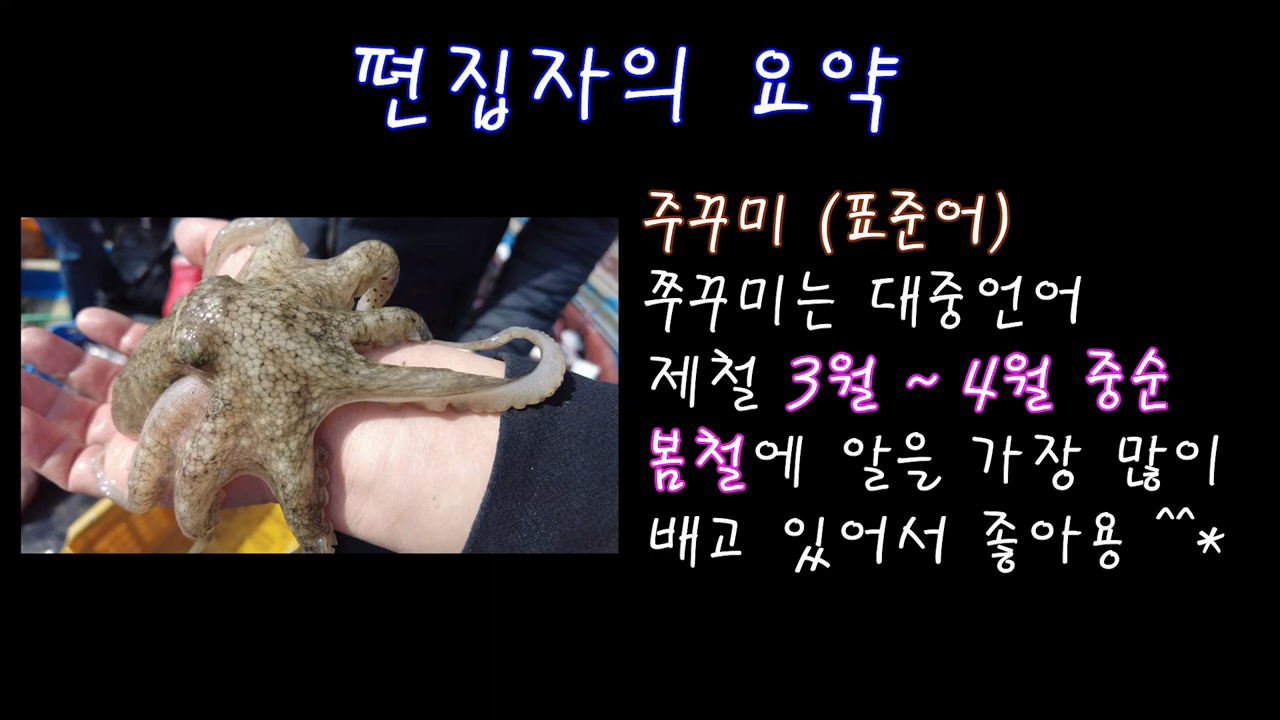 편집자의 요약
주꾸미 (표준어)
쭈꾸미는 대중언어
제철 3월 ~ 4월 중순
봄철에 알을 가장 많이
배고 있어서 좋아용 ^^*